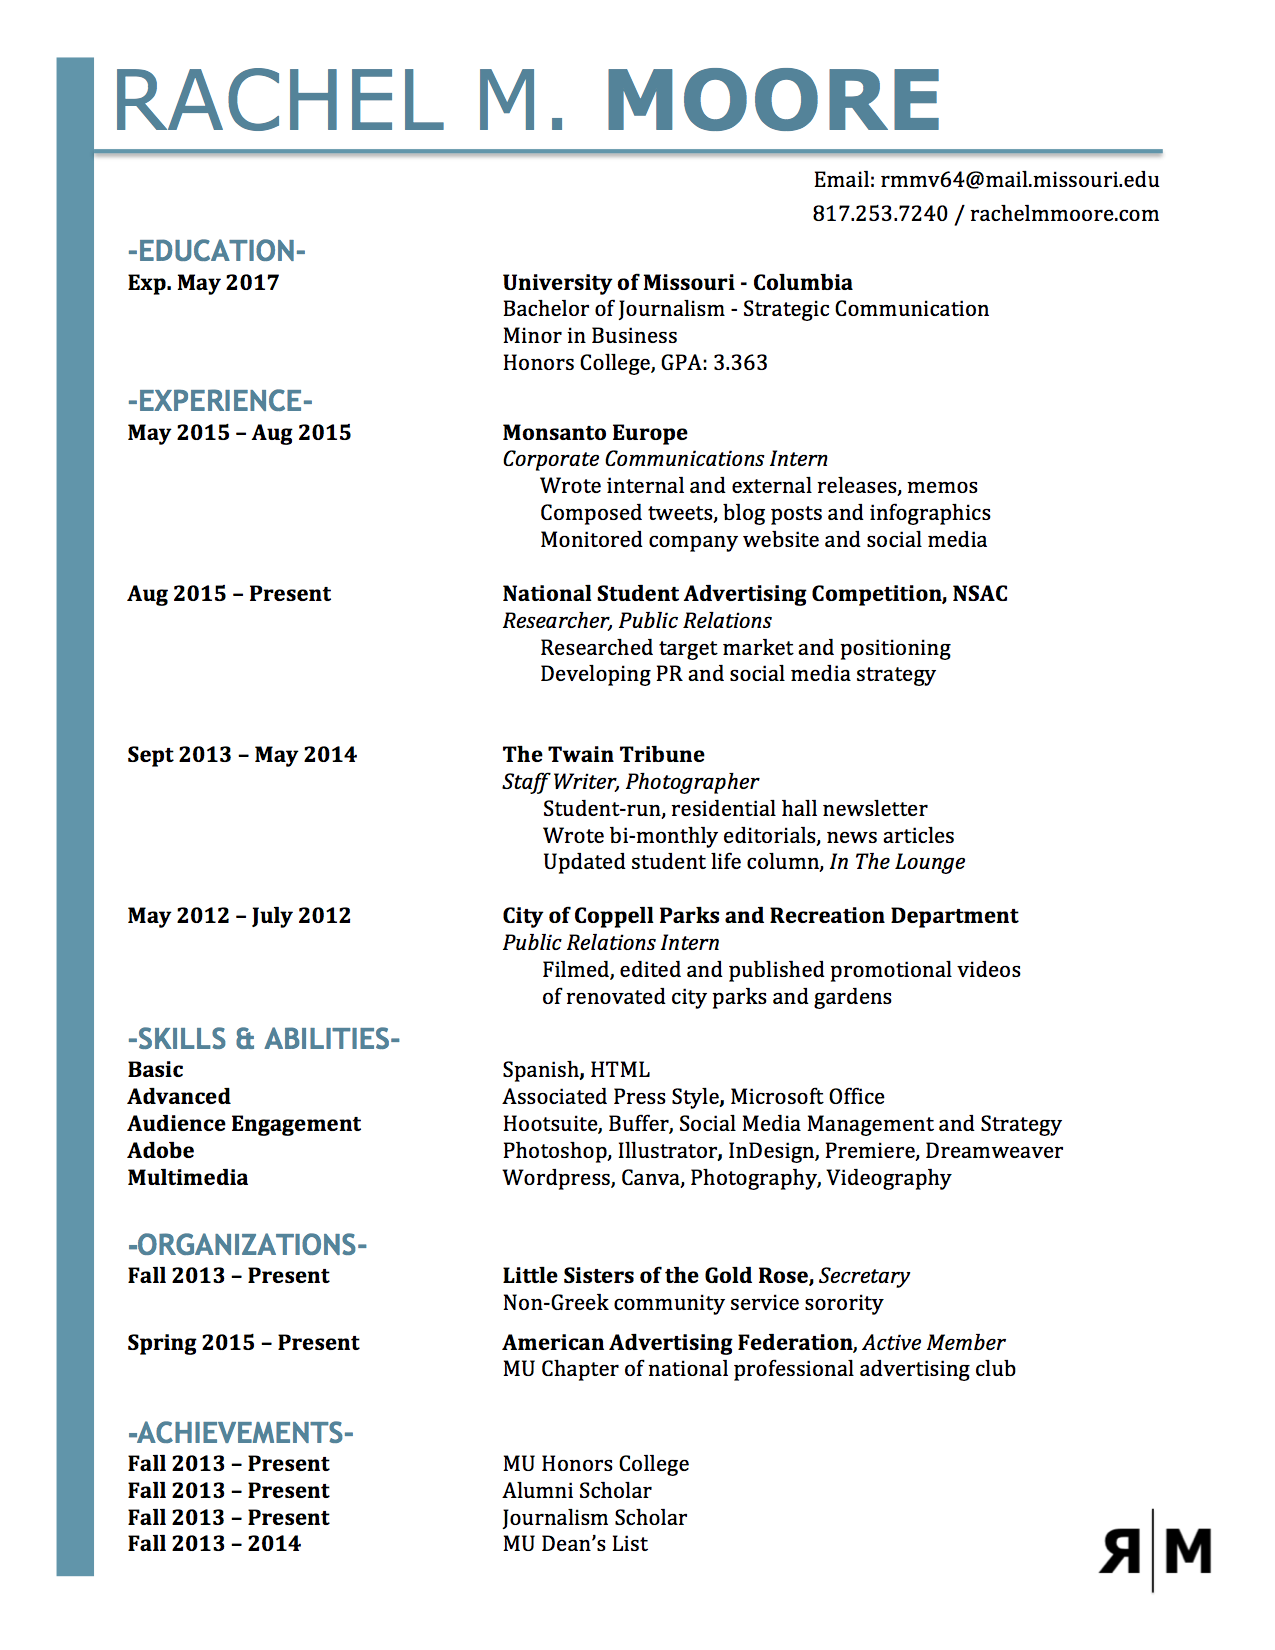 RACHEL M. MOORE
Email: rmmv64@mail.missouri.edu
817.253.7240 / rachelmmoore.com
-EDUCATION-
Exp. May 2017 University of Missouri - Columbia
Bachelor of Journalism - Strategic Communication
Minor in Business
Honors College, GPA: 3.363
-EXPERIENCE-
May 2015 – Aug 2015 Monsanto Europe
Corporate Communications Intern
Wrote internal and external releases, memos
Composed tweets, blog posts and infographics
Monitored company website and social media
Aug 2015 – Present National Student Advertising Competition, NSAC
Researcher, Public Relations
Researched target market and positioning
Developing PR and social media strategy
Sept 2013 – May 2014 The Twain Tribune
Staff Writer, Photographer
Student-run, residential hall newsletter
Wrote bi-monthly editorials, news articles
Updated student life column, In The Lounge
May 2012 – July 2012 City of Coppell Parks and Recreation Department
Public Relations Intern
Filmed, edited and published promotional videos
of renovated city parks and gardens
-SKILLS & ABILITIES-
Basic Spanish, HTML
Advanced Associated Press Style, Microsoft Office
Audience Engagement Hootsuite, Buffer, Social Media Management and Strategy
Adobe Photoshop, Illustrator, InDesign, Premiere, Dreamweaver
Multimedia Wordpress, Canva, Photography, Videography
-ORGANIZATIONS-
Fall 2013 – Present Little Sisters of the Gold Rose, Secretary
Non-Greek community service sorority
Spring 2015 – Present American Advertising Federation, Active Member
MU Chapter of national professional advertising club
-ACHIEVEMENTS-
Fall 2013 – Present MU Honors College
Fall 2013 – Present Alumni Scholar
Fall 2013 – Present Journalism Scholar
Fall 2013 – 2014 MU Dean’s List
R|M